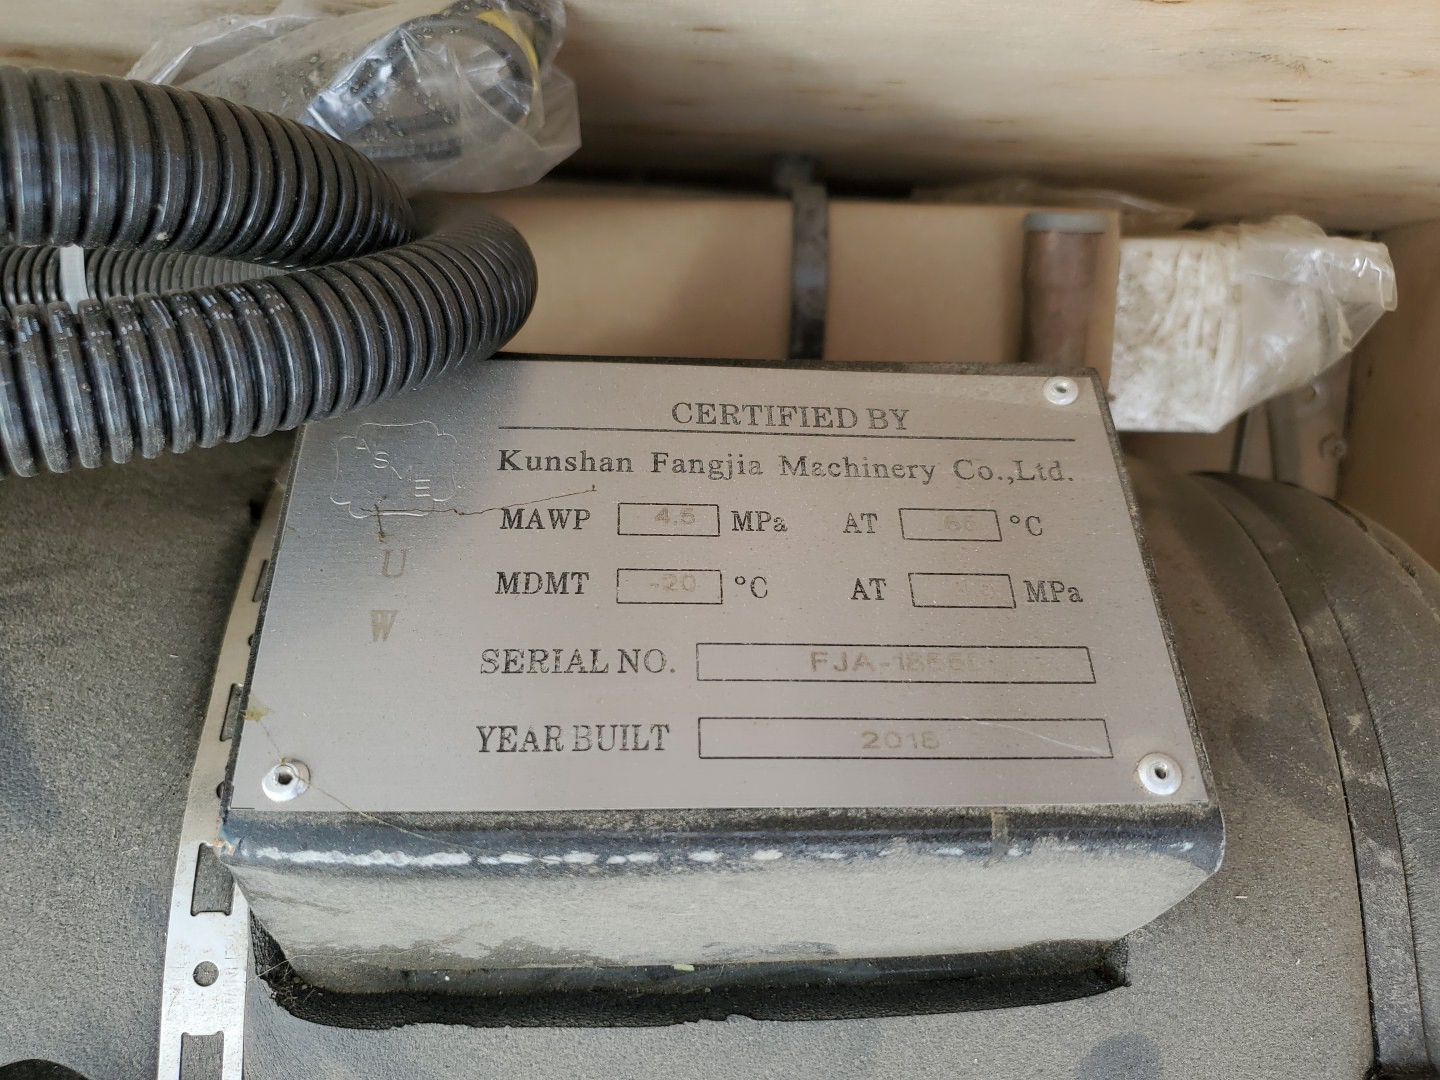 CERTIFIED BY
ASME
Kunshan Fangjia Machinery Co.,Ltd.
MAWP 4.5 MPa AT °C
U
MDMT -20 °C AT MPa
W
SERIAL NO.
YEAR BUILT 2018